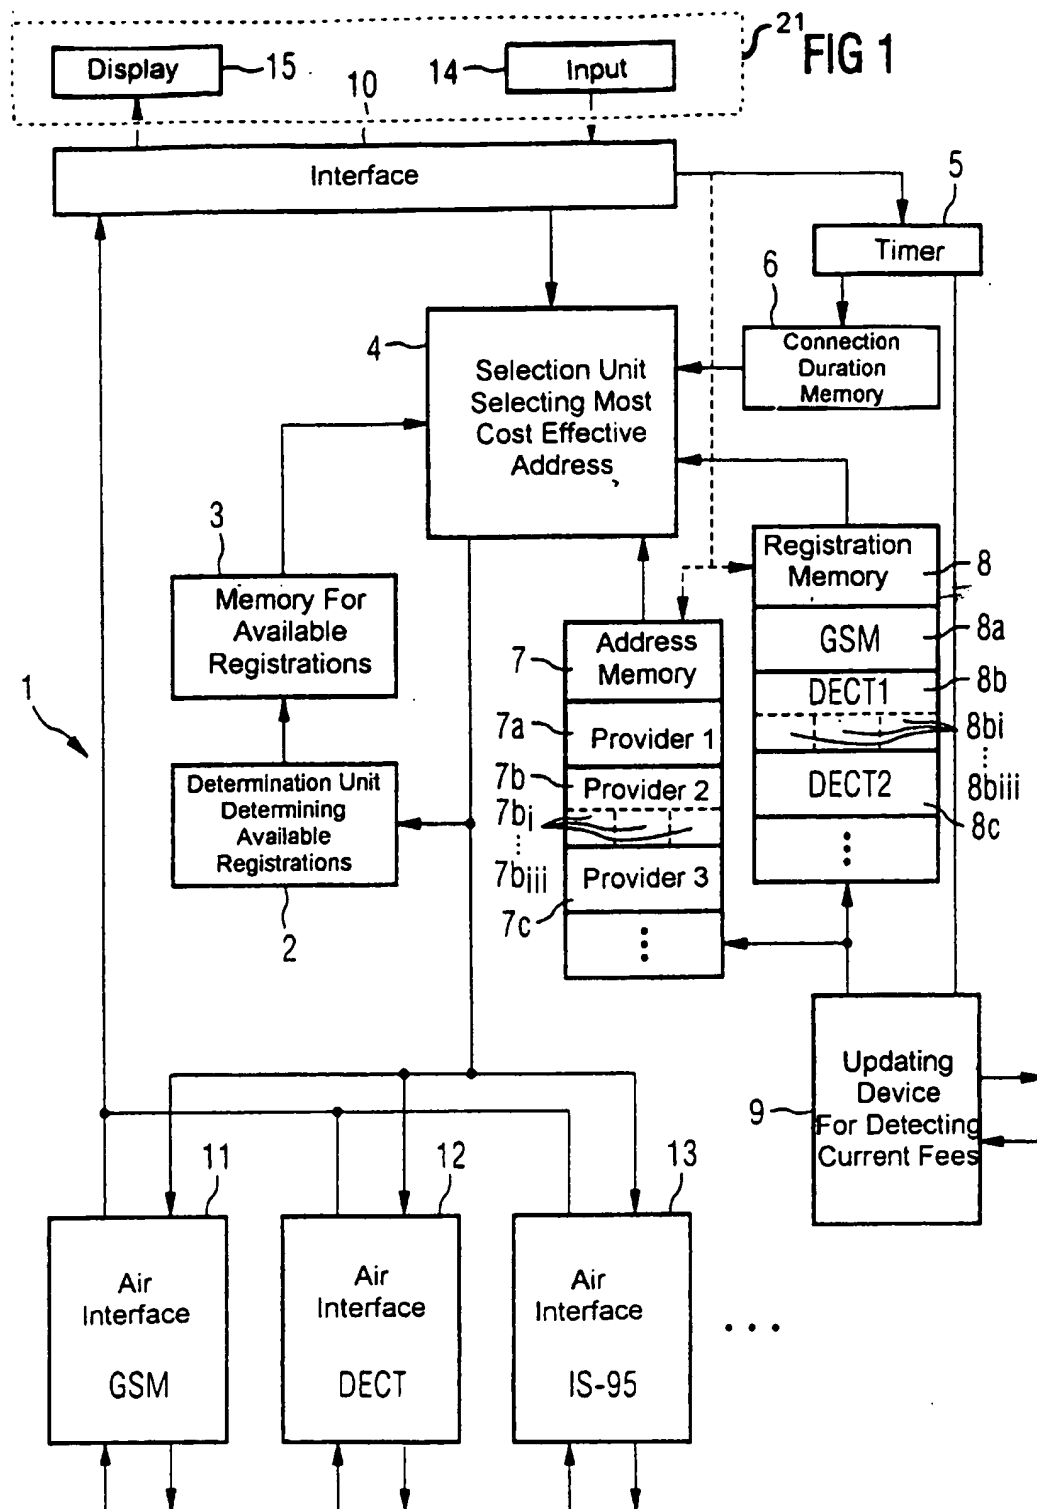 21
FIG 1
Display
15
14
Input
10
Interface
5
Timer
6
Connection
Duration
Memory
4
Selection Unit
Selecting Most
Cost Effective
Address
3
Memory For
Available
Registrations
Registration
Memory
8
GSM
8a
DECT1
8b
8bi
8biii
DECT2
8c
7
Address
Memory
7a
Provider 1
7b
Provider 2
7bi
7biii
Provider 3
7c
1
Determination Unit
Determining
Available
Registrations
2
Updating
Device
For Detecting
Current Fees
9
11
12
13
Air
Interface
GSM
Air
Interface
DECT
Air
Interface
IS-95